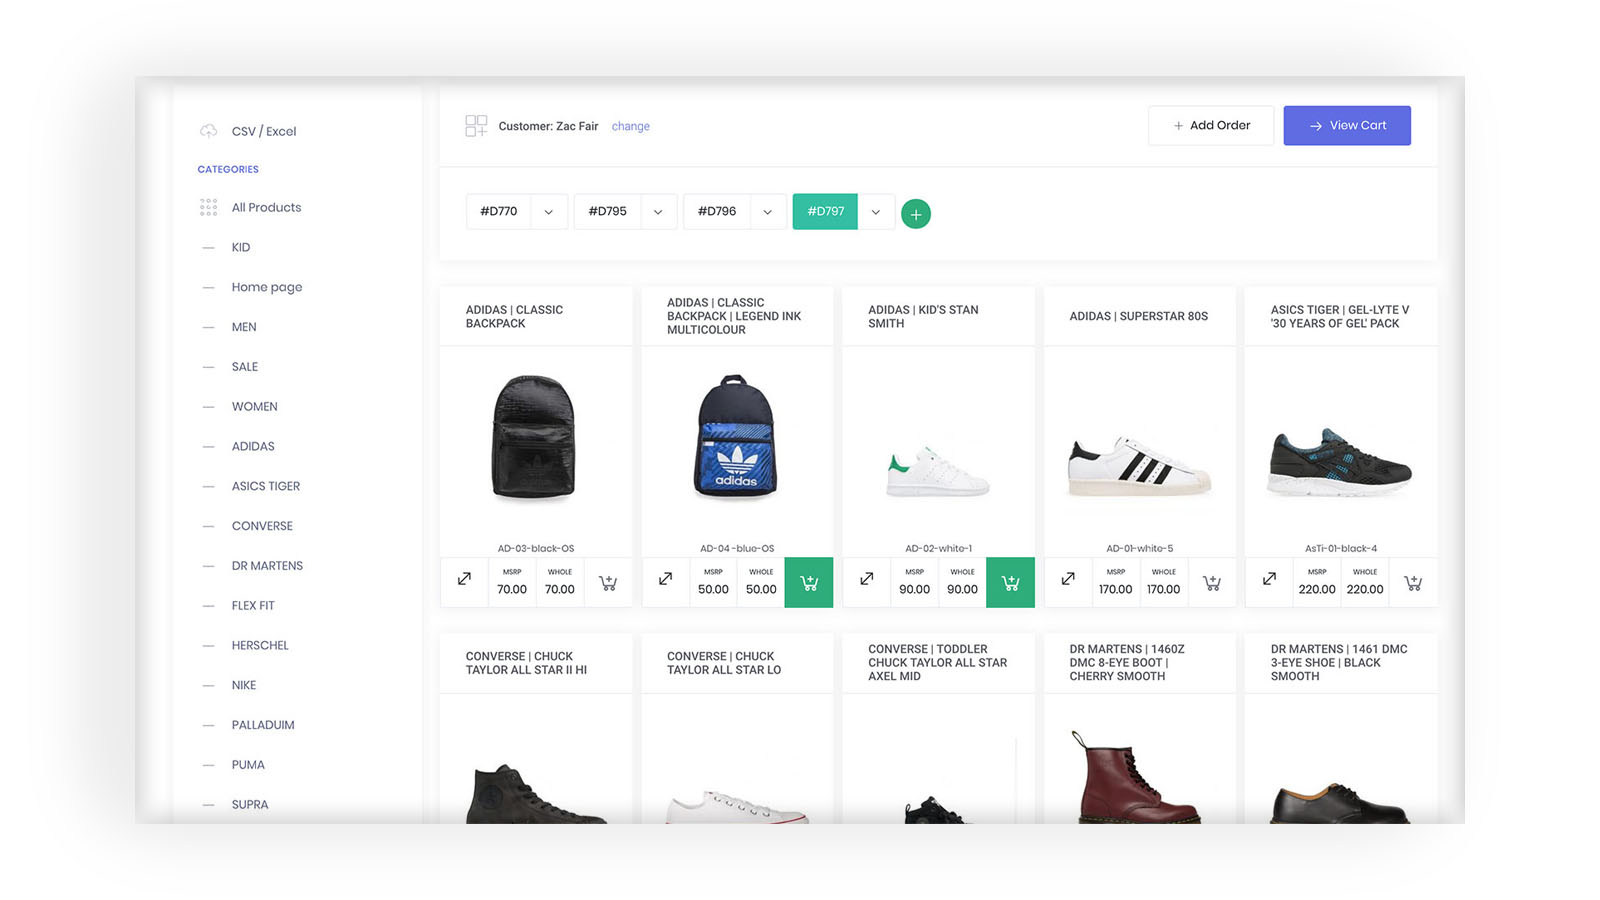 CSV / Excel
CATEGORIES
All Products
KID
Home page
MEN
SALE
WOMEN
ADIDAS
ASICS TIGER
CONVERSE
DR MARTENS
FLEX FIT
HERSCHEL
NIKE
PALLADUIM
PUMA
SUPRA
Customer: Zac Fair change
+ Add Order
→ View Cart
#D770 #D795 #D796 #D797 +
ADIDAS | CLASSIC
BACKPACK
AD-03-black-OS
MSRP WHOLE
70.00 70.00
ADIDAS | CLASSIC
BACKPACK | LEGEND INK
MULTICOLOUR
adidas
AD-04-blue-OS
MSRP WHOLE
50.00 50.00
ADIDAS | KID'S STAN
SMITH
AD-02-white-1
MSRP WHOLE
90.00 90.00
ADIDAS | SUPERSTAR 80S
AD-01-white-5
MSRP WHOLE
170.00 170.00
ASICS TIGER | GEL-LYTE V
'30 YEARS OF GEL' PACK
AsTi-01-black-4
MSRP WHOLE
220.00 220.00
CONVERSE | CHUCK
TAYLOR ALL STAR II HI
CONVERSE | CHUCK
TAYLOR ALL STAR LO
CONVERSE | TODDLER
CHUCK TAYLOR ALL STAR
AXEL MID
DR MARTENS | 1460Z
DMC 8-EYE BOOT |
CHERRY SMOOTH
DR MARTENS | 1461 DMC
3-EYE SHOE | BLACK
SMOOTH